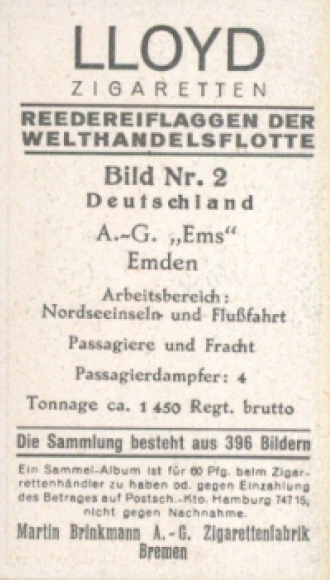 LLOYD
ZIGARETTEN
REEDEREIFLAGGEN DER
WELTHANDELSFLOTTE
Bild Nr. 2
Deutschland
A.-G. „Ems“
Emden
Arbeitsbereich:
Nordseeinseln- und Flußfahrt
Passagiere und Fracht
Passagierdampfer: 4
Tonnage ca. 1 450 Regt. brutto
Die Sammlung besteht aus 396 Bildern
Ein Sammel-Album ist für 60 Pfg. beim Zigar-
rettenhändler zu haben od. gegen Einzahlung
des Betrages auf Postsch.-Kto. Hamburg 747 15,
nicht gegen Nachnahme.
Martin Brinkmann A.-G. Zigarettenfabrik
Bremen